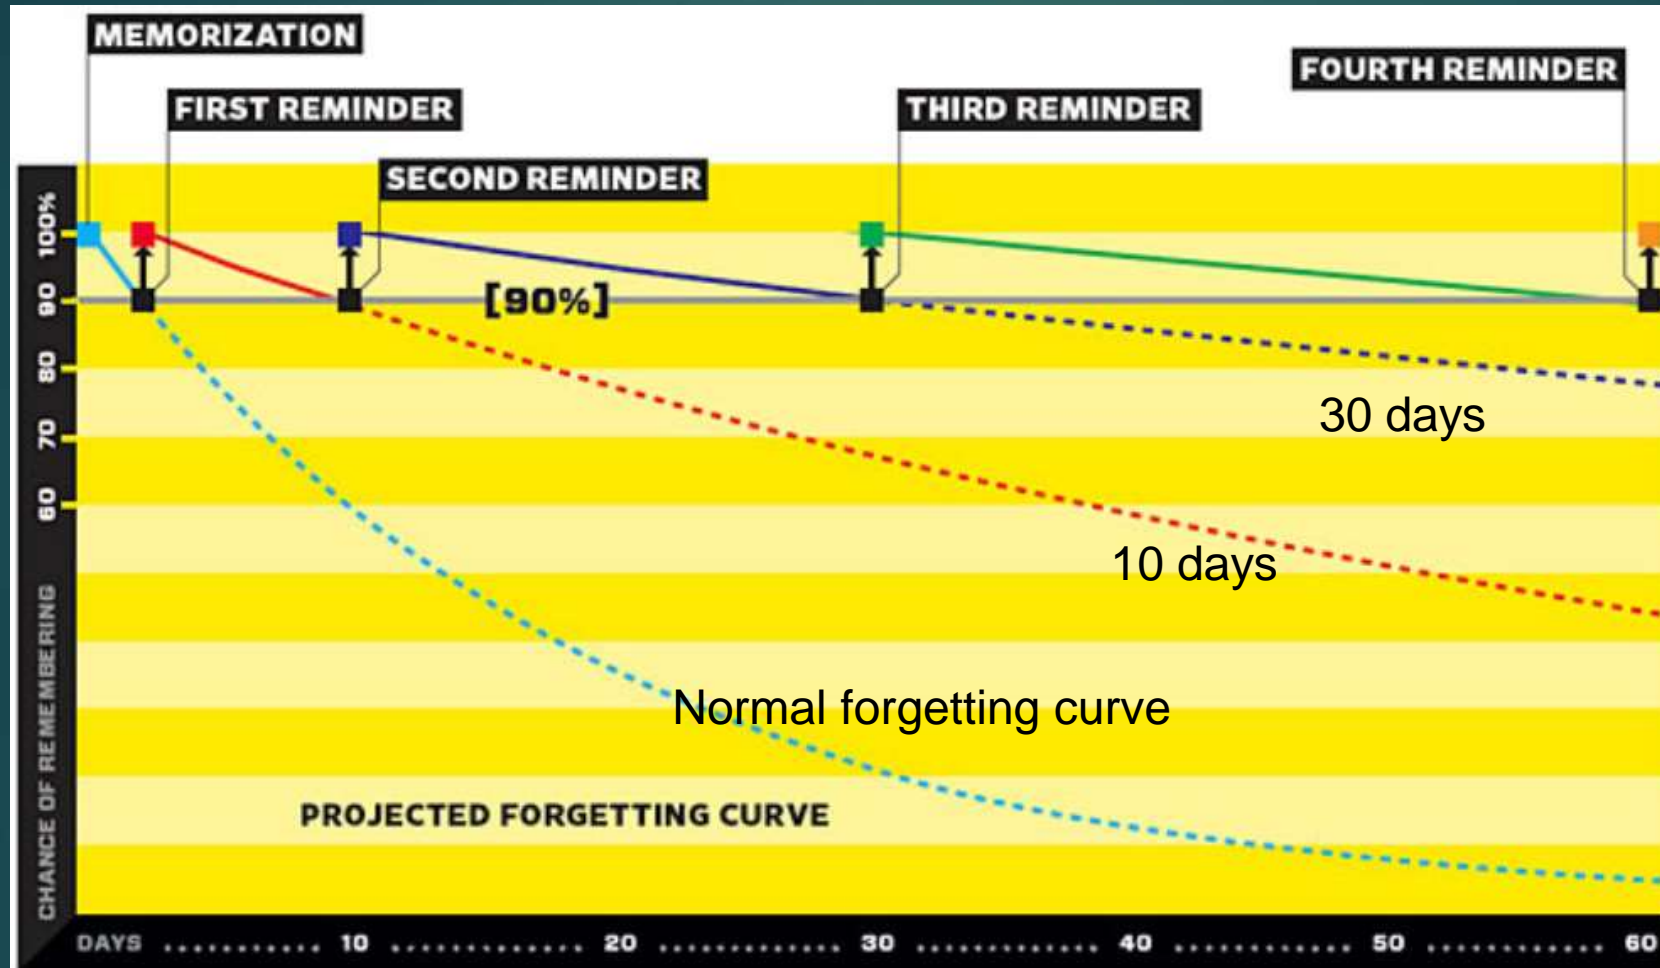 MEMORIZATION
FOURTH REMINDER
FIRST REMINDER
THIRD REMINDER
SECOND REMINDER
100%
90
[90%]
80
30 days
70
60
10 days
Normal forgetting curve
PROJECTED FORGETTING CURVE
CHANCE OF REMEMBERING
DAYS .......... 10 .......... 20 .......... 30 .......... 40 .......... 50 .......... 60